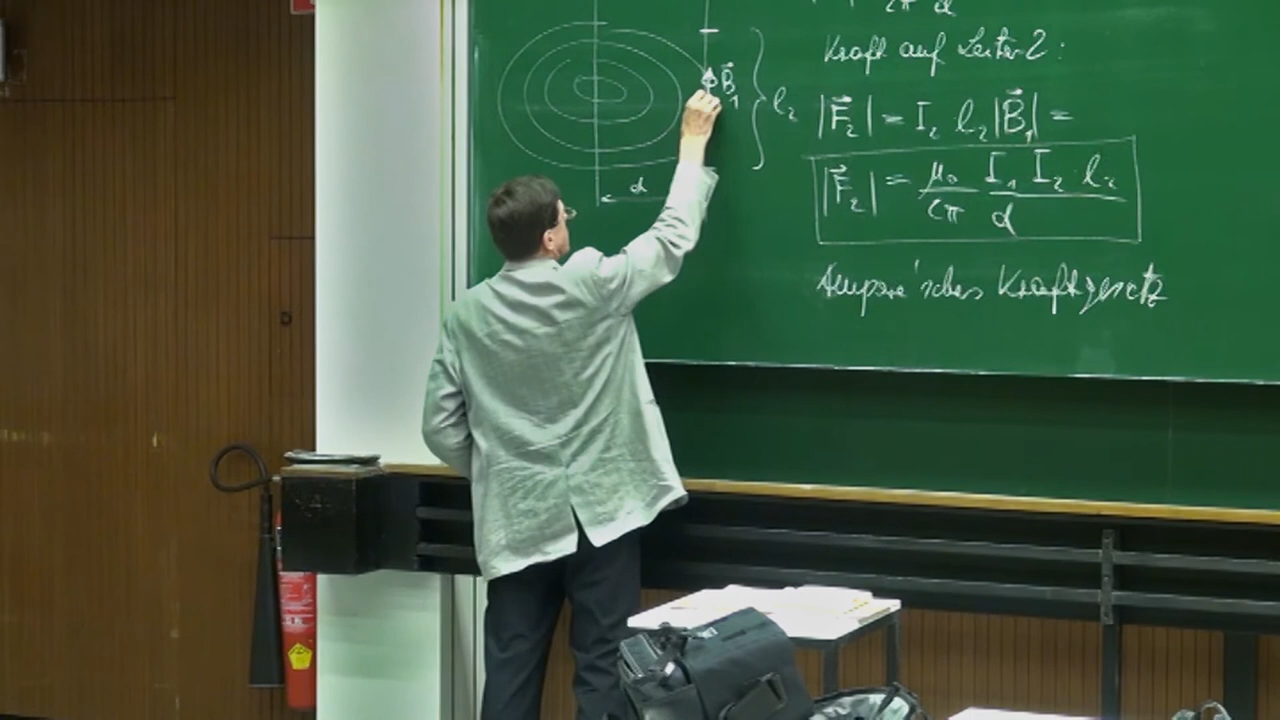 2π d
Kraft auf Leiter 2:
|F⃗₂| = I₂ l₂ |B⃗₁| =
|F⃗₂| = μ₀/2π I₁ I₂ · l₂/d
Ampere'sches Kraftgesetz
B⃗₁
l₂
d